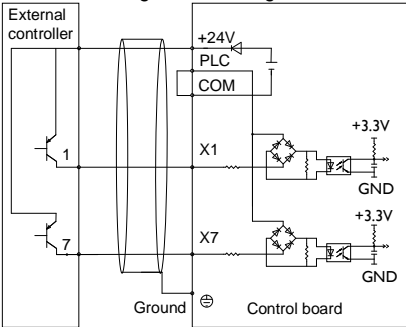 External
controller
+24V
PLC
COM
+3.3V
1
X1
GND
+3.3V
7
X7
GND
Ground
Control board